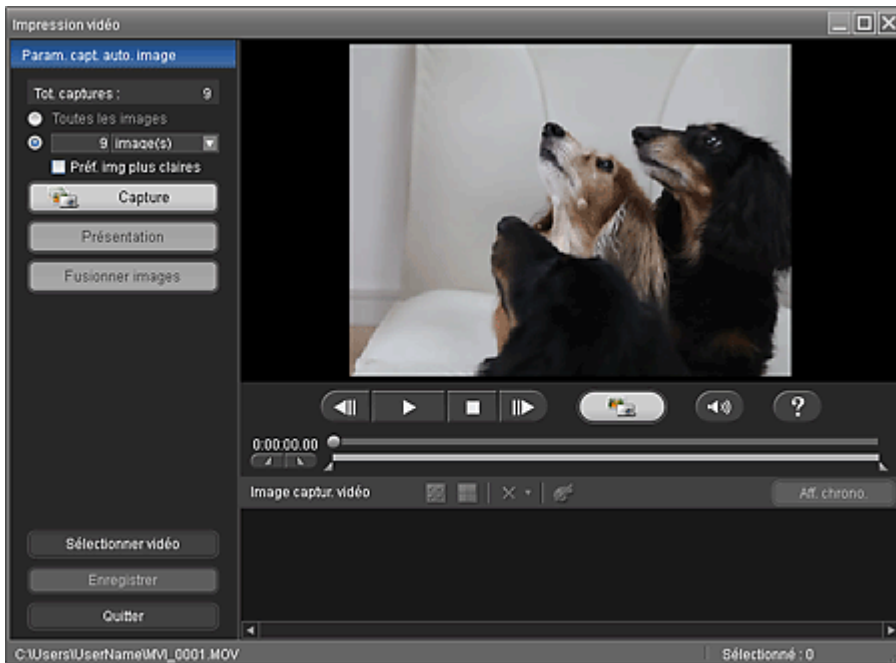 Impression vidéo
Param. capt. auto. image
Tot. captures : 9
Toutes les images
9 image(s)
Préf. img plus claires
Capture
Présentation
Fusionner images
?
0:00:00.00
Image captur. vidéo
Aff. chrono.
Sélectionner vidéo
Enregistrer
Quitter
C:\Users\UserName\MVI_0001.MOV
Sélectionné : 0